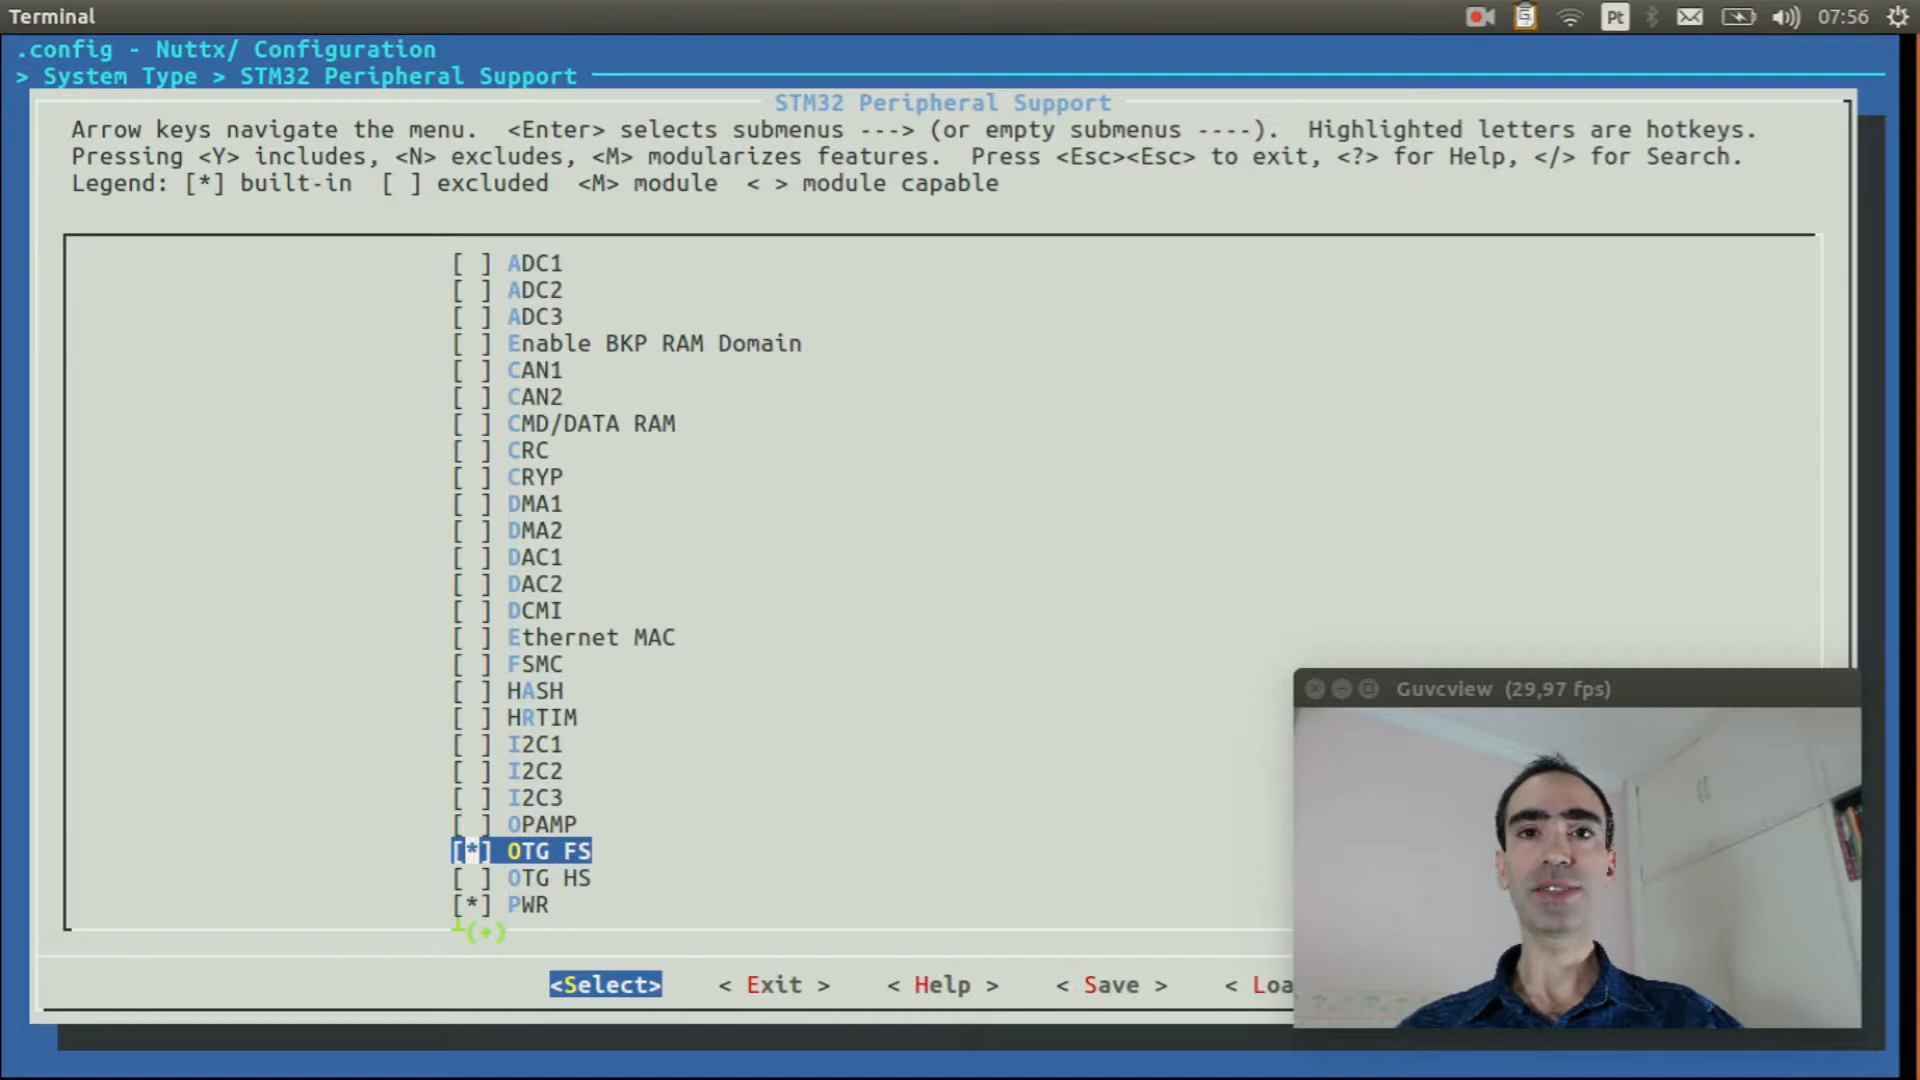 Terminal
Pt
07:56
.config - Nuttx/ Configuration
> System Type > STM32 Peripheral Support
STM32 Peripheral Support
Arrow keys navigate the menu. <Enter> selects submenus ---> (or empty submenus ----). Highlighted letters are hotkeys.
Pressing <Y> includes, <N> excludes, <M> modularizes features. Press <Esc><Esc> to exit, <?> for Help, </> for Search.
Legend: [*] built-in [ ] excluded <M> module < > module capable
[ ] ADC1
[ ] ADC2
[ ] ADC3
[ ] Enable BKP RAM Domain
[ ] CAN1
[ ] CAN2
[ ] CMD/DATA RAM
[ ] CRC
[ ] CRYP
[ ] DMA1
[ ] DMA2
[ ] DAC1
[ ] DAC2
[ ] DCMI
[ ] Ethernet MAC
[ ] FSMC
[ ] HASH
[ ] HRTIM
[ ] I2C1
[ ] I2C2
[ ] I2C3
[ ] OPAMP
[*] OTG FS
[ ] OTG HS
[*] PWR
(+)
<Select> < Exit > < Help > < Save > < Loa
Guvcview (29,97 fps)